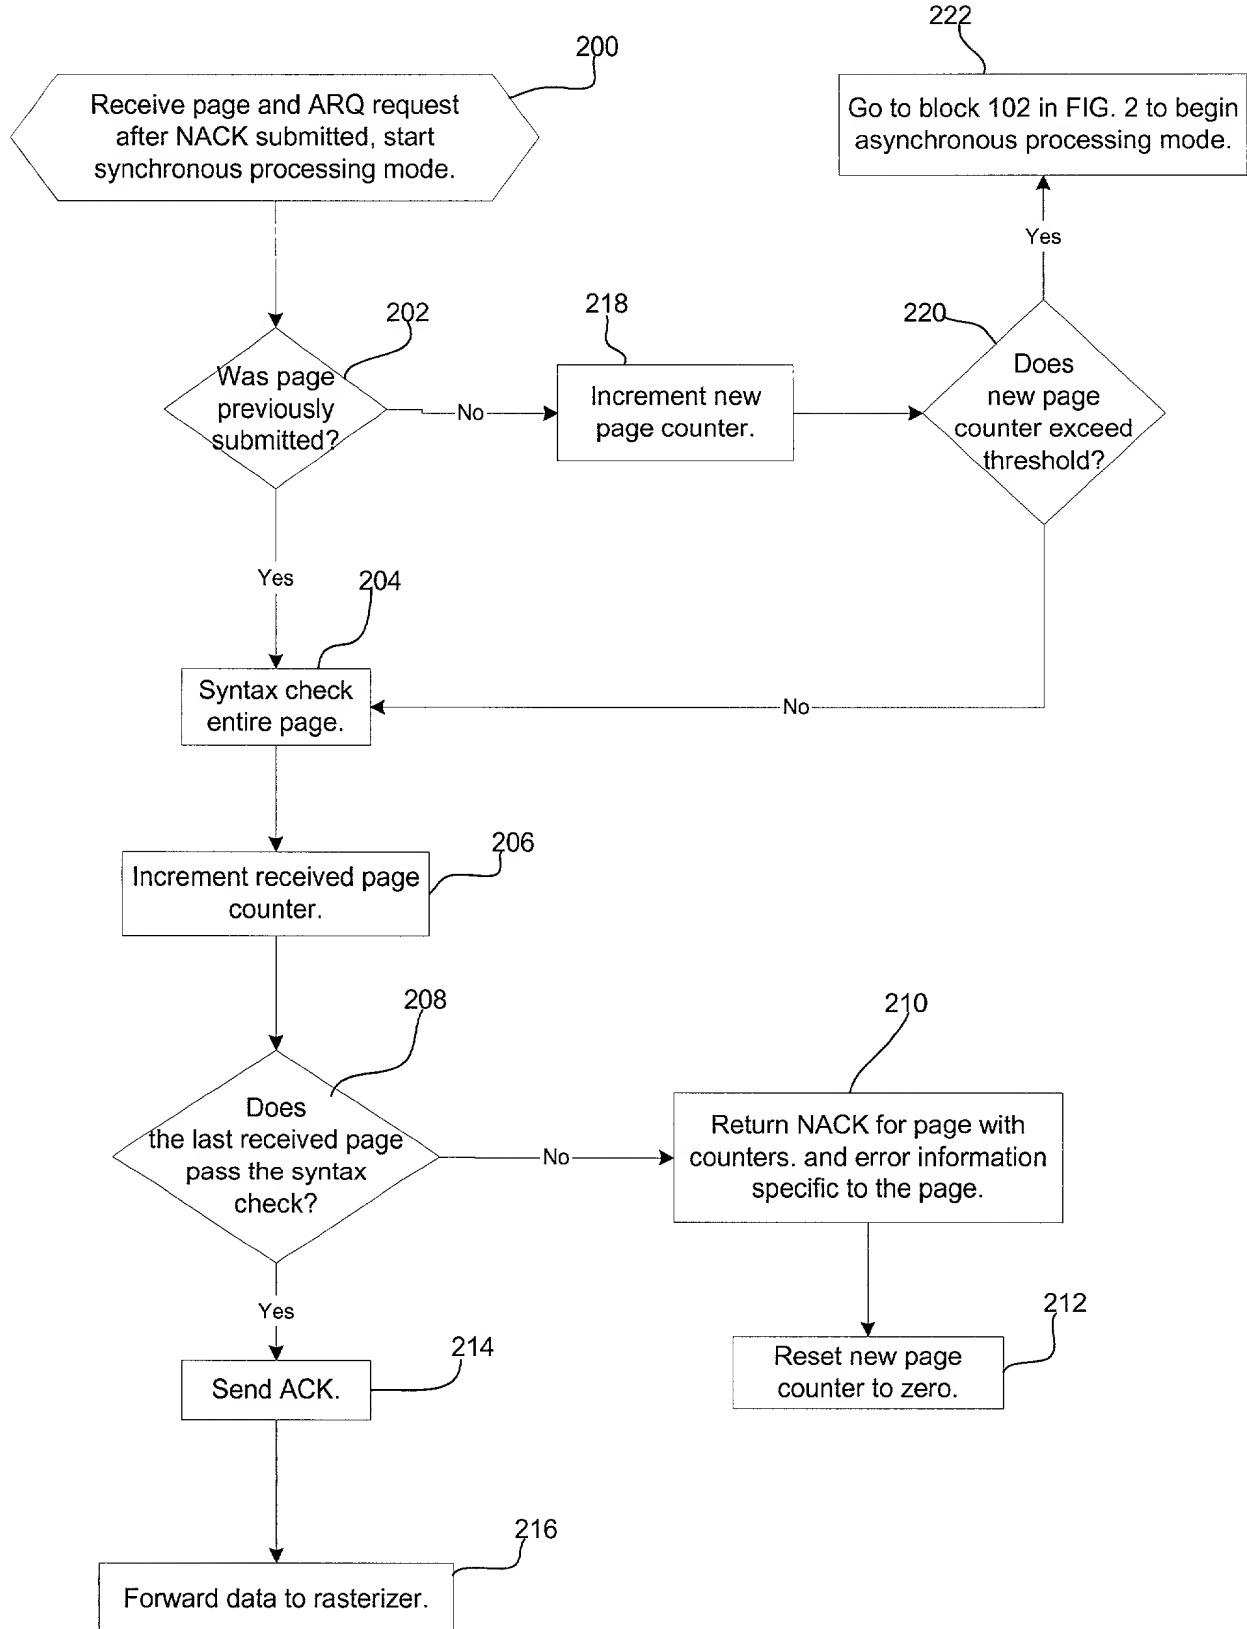 222
200
Receive page and ARQ request
after NACK submitted, start
synchronous processing mode.
Go to block 102 in FIG. 2 to begin
asynchronous processing mode.
Yes
202
218
220
Was page
previously
submitted?
No
Increment new
page counter.
Does
new page
counter exceed
threshold?
Yes
204
Syntax check
entire page.
No
206
Increment received page
counter.
208
210
Does
the last received page
pass the syntax
check?
No
Return NACK for page with
counters. and error information
specific to the page.
Yes
212
214
Reset new page
counter to zero.
Send ACK.
216
Forward data to rasterizer.